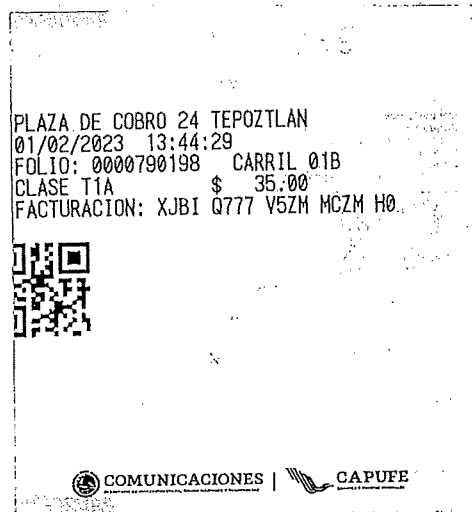 PLAZA DE COBRO 24 TEPOZTLAN
01/02/2023 13:44:29
FOLIO: 0000790198 CARRIL 01B
CLASE T1A $ 35.00
FACTURACION: XJBI Q777 V5ZM MCZM H0
COMUNICACIONES | CAPUFE